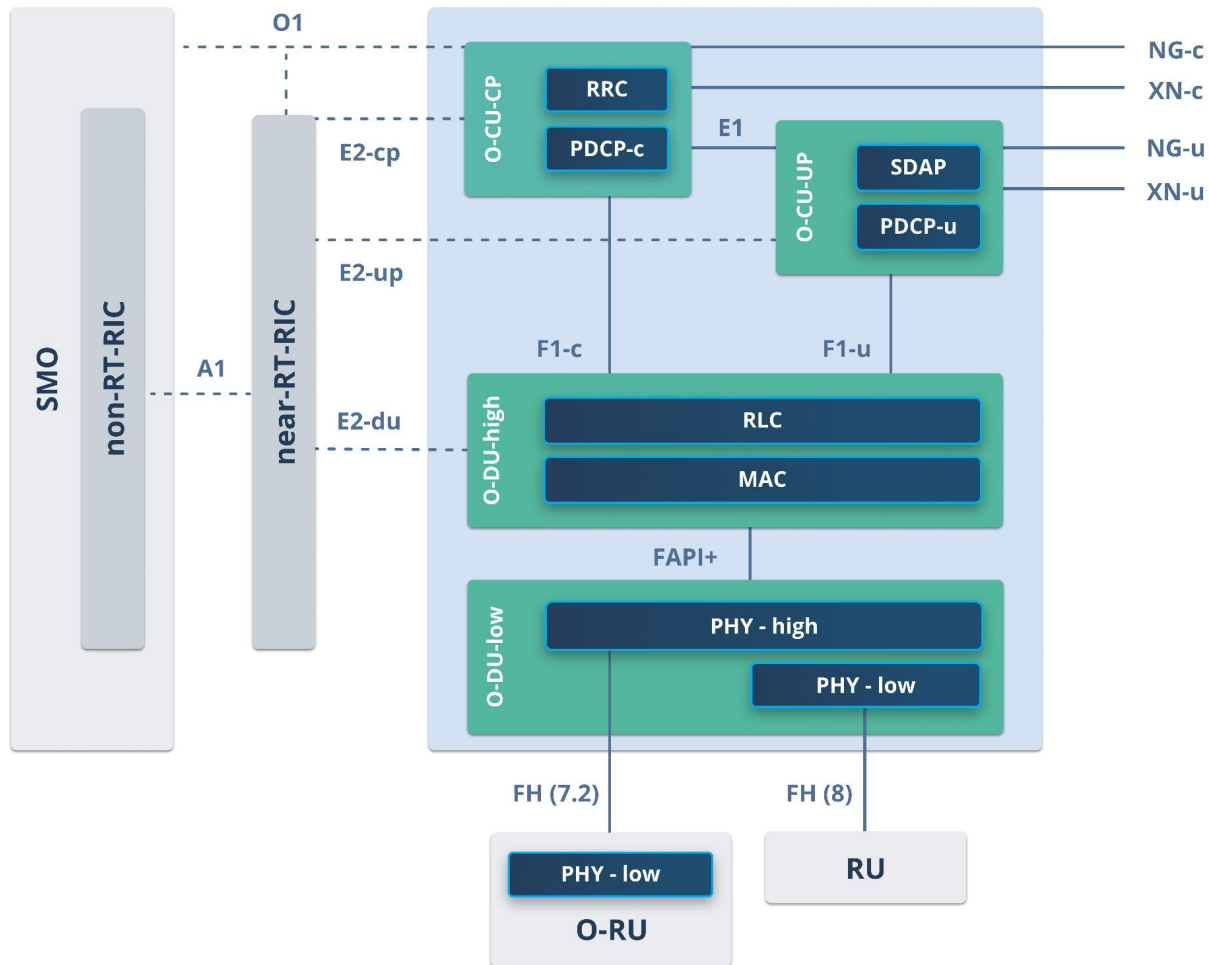 O1
NG-c
O-CU-CP
RRC
XN-c
E2-cp
PDCP-c
E1
O-CU-UP
SDAP
NG-u
XN-u
PDCP-u
E2-up
SMO
non-RT-RIC
near-RT-RIC
A1
F1-c
F1-u
E2-du
O-DU-high
RLC
MAC
FAPI+
O-DU-low
PHY - high
PHY - low
FH (7.2)
FH (8)
PHY - low
O-RU
RU